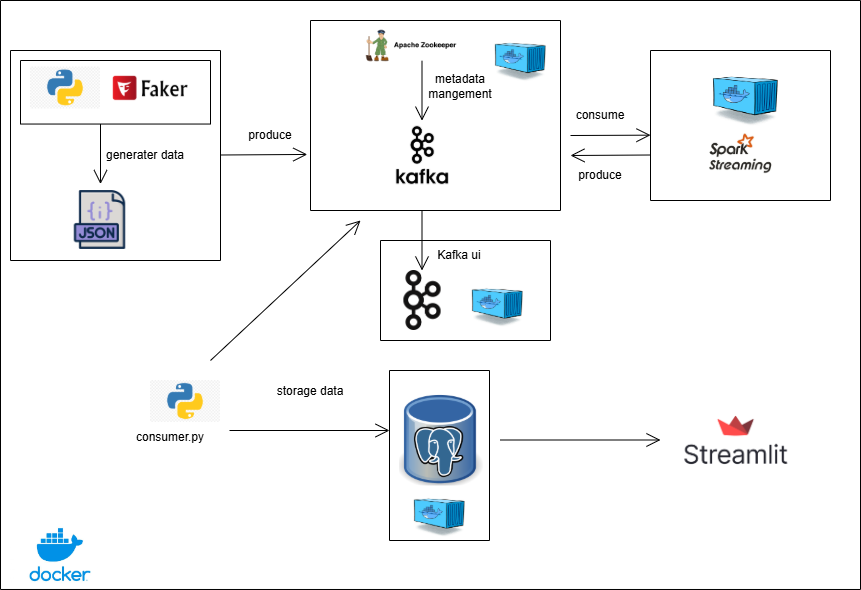 Apache Zookeeper
metadata
mangement
Faker
consume
produce
generater data
Spark
Streaming
kafka
produce
{i}
JSON
Kafka ui
storage data
consumer.py
Streamlit
docker